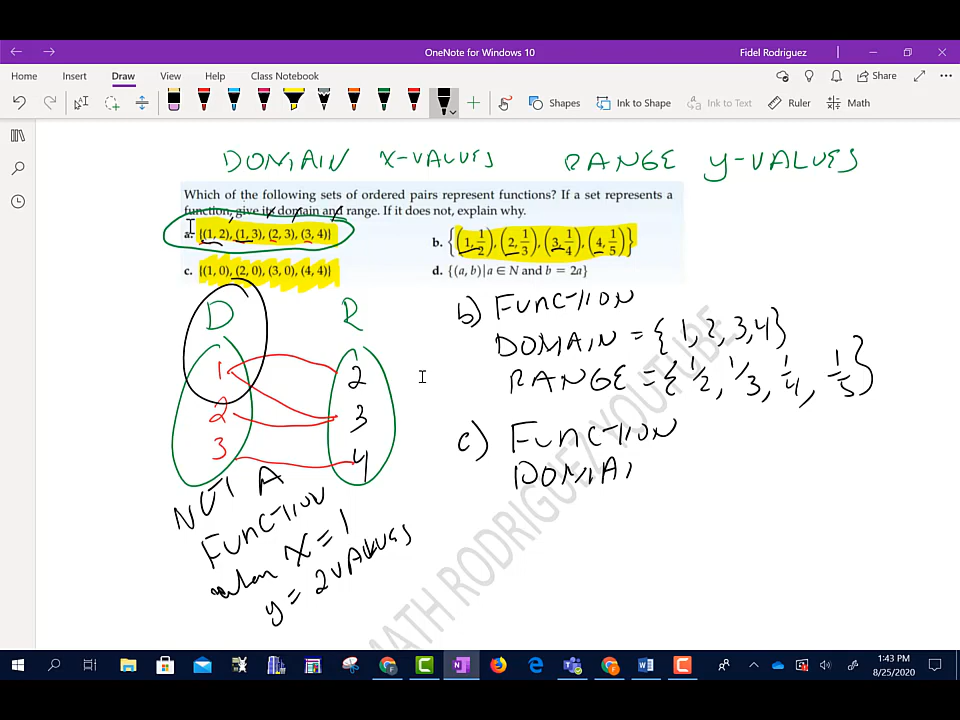 OneNote for Windows 10
Fidel Rodriguez
Home Insert Draw View Help Class Notebook
Share
Shapes Ink to Shape Ink to Text Ruler Math
DOMAIN X-VALUES RANGE y-VALUES
Which of the following sets of ordered pairs represent functions? If a set represents a
function, give its domain and range. If it does not, explain why.
a. {(1, 2), (1, 3), (2, 3), (3, 4)}
b. {(1, 1/2), (2, 1/3), (3, 1/4), (4, 1/5)}
c. {(1, 0), (2, 0), (3, 0), (4, 4)}
d. {(a, b)|a ∈ N and b = 2a}
D R
1 2
2 3
3 4
NOT A
FUNCTION
when X = 1
y = 2 VALUES
b) FUNCTION
DOMAIN = {1, 2, 3, 4}
RANGE = {1/2, 1/3, 1/4, 1/5}
c) FUNCTION
DOMAI
MATH RODRIGUEZ YOUTUBE
1:43 PM
8/25/2020